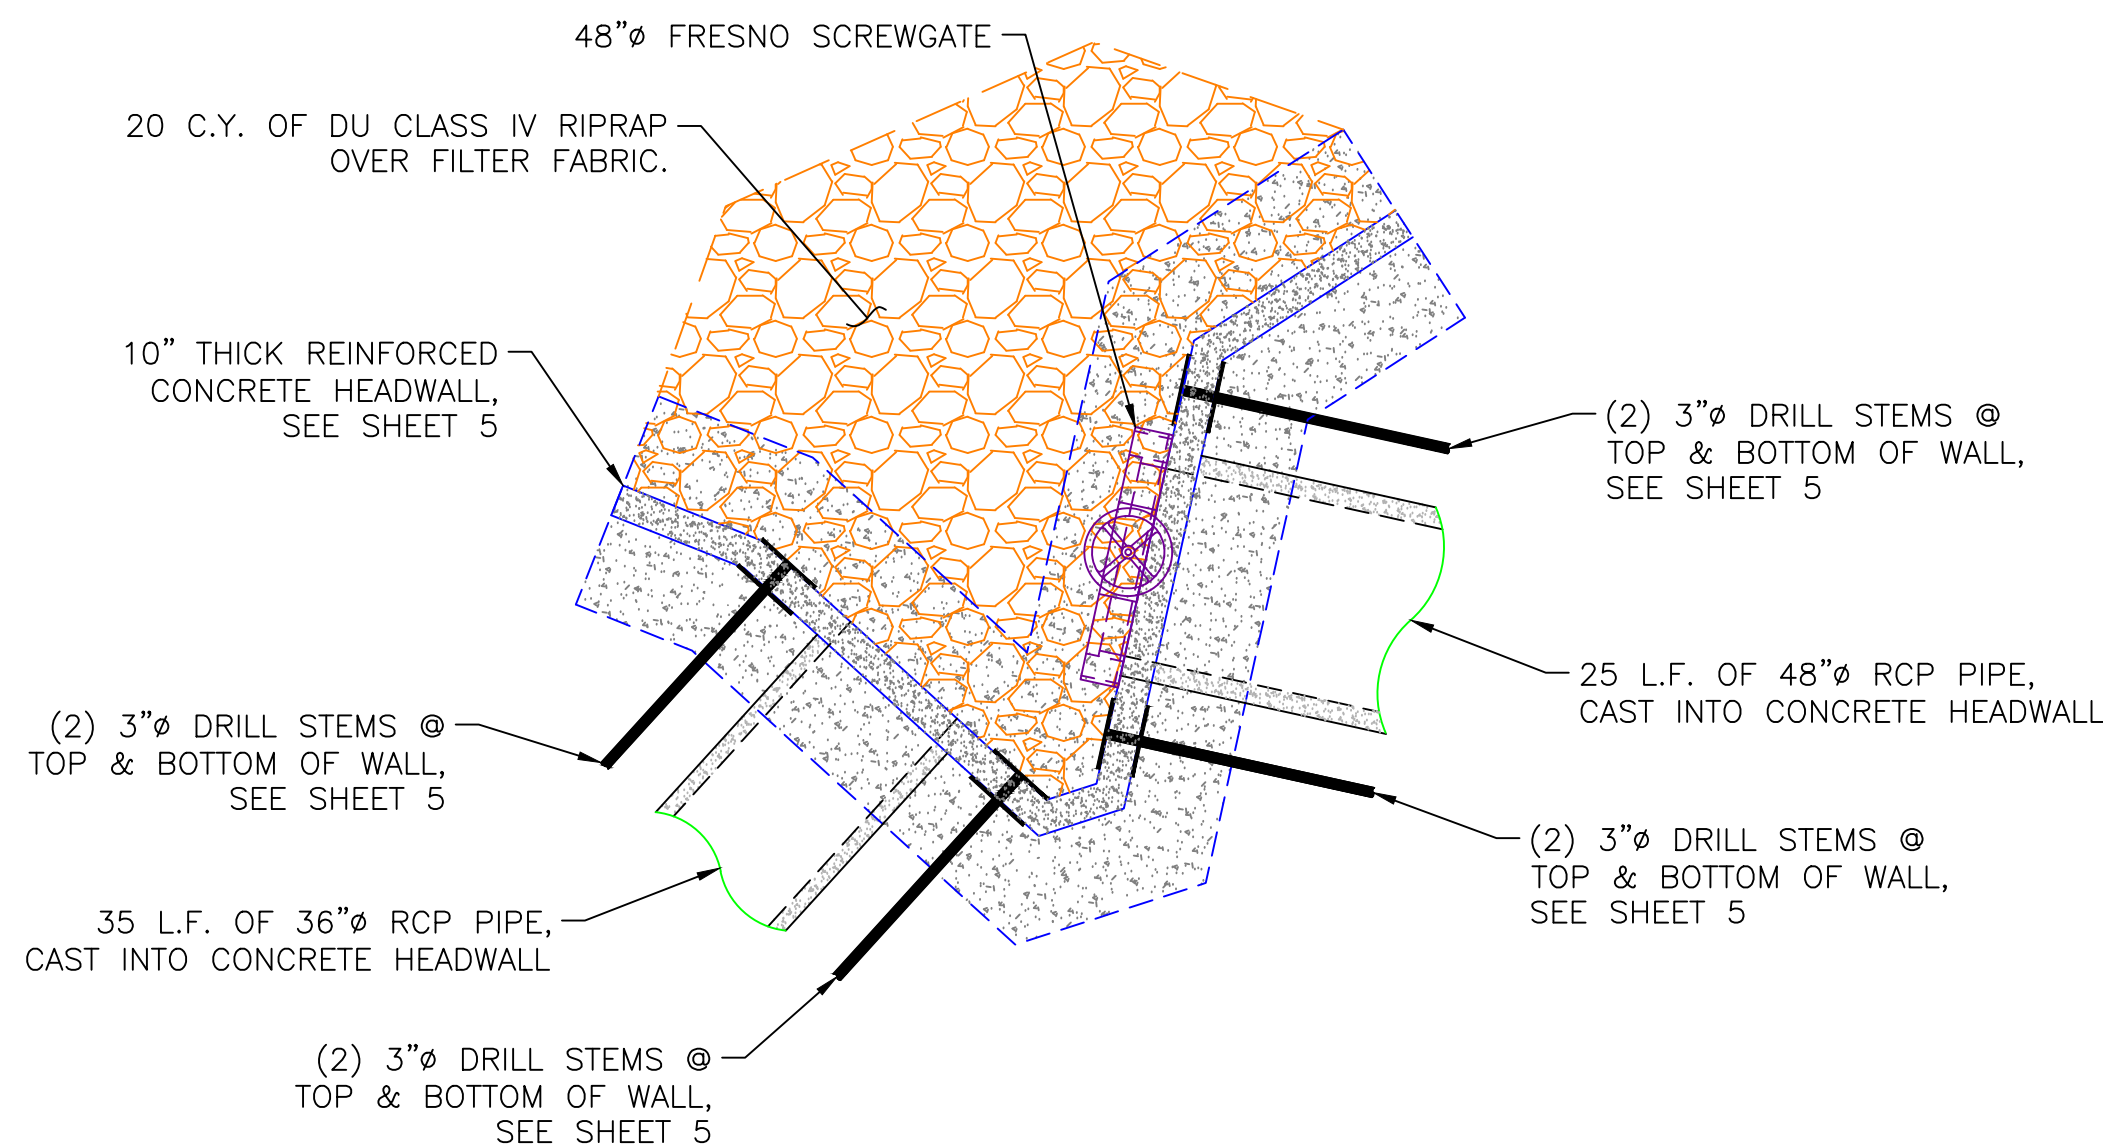 48”ø FRESNO SCREWGATE
20 C.Y. OF DU CLASS IV RIPRAP
OVER FILTER FABRIC.
10” THICK REINFORCED
CONCRETE HEADWALL,
SEE SHEET 5
(2) 3”ø DRILL STEMS @
TOP & BOTTOM OF WALL,
SEE SHEET 5
25 L.F. OF 48”ø RCP PIPE,
CAST INTO CONCRETE HEADWALL
(2) 3”ø DRILL STEMS @
TOP & BOTTOM OF WALL,
SEE SHEET 5
(2) 3”ø DRILL STEMS @
TOP & BOTTOM OF WALL,
SEE SHEET 5
35 L.F. OF 36”ø RCP PIPE,
CAST INTO CONCRETE HEADWALL
(2) 3”ø DRILL STEMS @
TOP & BOTTOM OF WALL,
SEE SHEET 5